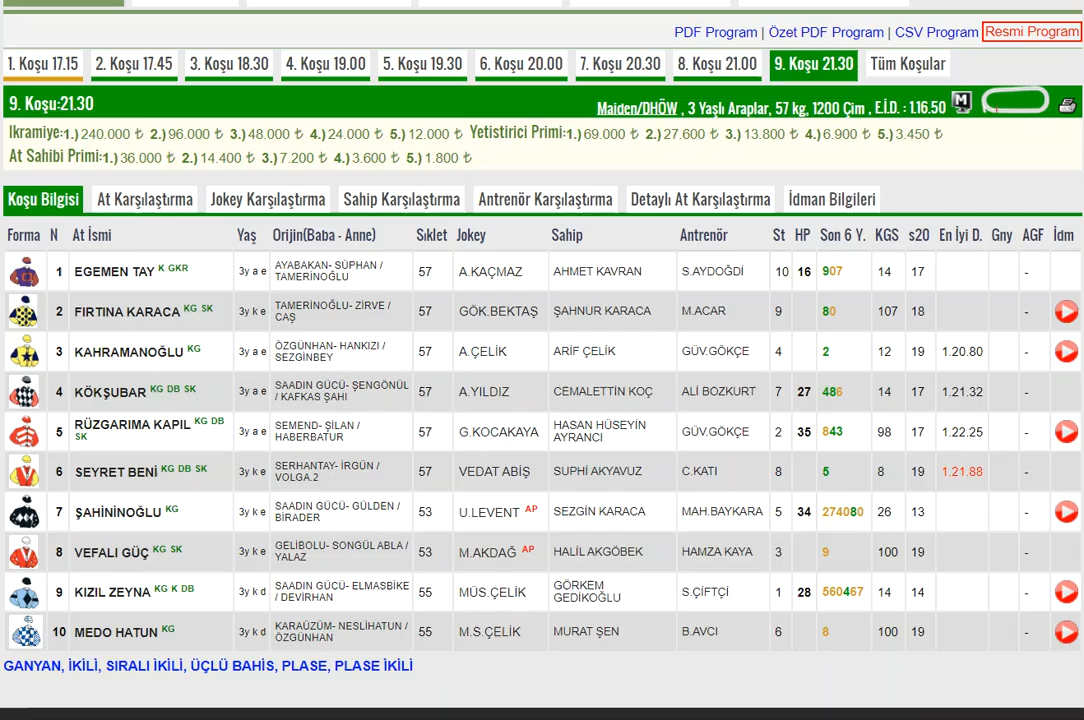 PDF Program | Özet PDF Program | CSV Program Resmi Program
1. Koşu 17.15 2. Koşu 17.45 3. Koşu 18.30 4. Koşu 19.00 5. Koşu 19.30 6. Koşu 20.00 7. Koşu 20.30 8. Koşu 21.00 9. Koşu 21.30 Tüm Koşular
9. Koşu:21.30 Maiden/DHÖW , 3 Yaşlı Araplar, 57 kg, 1200 Çim , E.İ.D. : 1.16.50 M
Ikramiye:1.) 240.000 ₺ 2.) 96.000 ₺ 3.) 48.000 ₺ 4.) 24.000 ₺ 5.) 12.000 ₺ Yetistirici Primi:1.) 69.000 ₺ 2.) 27.600 ₺ 3.) 13.800 ₺ 4.) 6.900 ₺ 5.) 3.450 ₺
At Sahibi Primi:1.) 36.000 ₺ 2.) 14.400 ₺ 3.) 7.200 ₺ 4.) 3.600 ₺ 5.) 1.800 ₺
Koşu Bilgisi At Karşılaştırma Jokey Karşılaştırma Sahip Karşılaştırma Antrenör Karşılaştırma Detaylı At Karşılaştırma İdman Bilgileri
Forma N At İsmi Yaş Orijin(Baba - Anne) Sıklet Jokey Sahip Antrenör St HP Son 6 Y. KGS s20 En İyi D. Gny AGF İdm
1 EGEMEN TAY K GKR 3y a e AYABAKAN- SÜPHAN / TAMERİNOĞLU 57 A.KAÇMAZ AHMET KAVRAN S.AYDOĞDİ 10 16 907 14 17 -
2 FIRTINA KARACA KG SK 3y k e TAMERİNOĞLU- ZİRVE / CAŞ 57 GÖK.BEKTAŞ ŞAHNUR KARACA M.ACAR 9 80 107 18 -
3 KAHRAMANOĞLU KG 3y a e ÖZGÜNHAN- HANKIZI / SEZGİNBEY 57 A.ÇELİK ARİF ÇELİK GÜV.GÖKÇE 4 2 12 19 1.20.80 -
4 KÖKŞUBAR KG DB SK 3y a e SAADIN GÜCÜ- ŞENGÖNÜL / KAFKAS ŞAHI 57 A.YILDIZ CEMALETTİN KOÇ ALİ BOZKURT 7 27 486 14 17 1.21.32 -
5 RÜZGARIMA KAPIL KG DB SK 3y a e SEMEND- ŞİLAN / HABERBATUR 57 G.KOCAKAYA HASAN HÜSEYİN AYRANCI GÜV.GÖKÇE 2 35 843 98 17 1.22.25 -
6 SEYRET BENİ KG DB SK 3y k e SERHANTAY- İRGÜN / VOLGA.2 57 VEDAT ABİŞ SUPHİ AKYAVUZ C.KATI 8 5 8 19 1.21.88 -
7 ŞAHİNİNOĞLU KG 3y k e SAADIN GÜCÜ- GÜLDEN / BİRADER 53 U.LEVENT AP SEZGİN KARACA MAH.BAYKARA 5 34 274080 26 13 -
8 VEFALI GÜÇ KG SK 3y k e GELİBOLU- SONGÜL ABLA / YALAZ 53 M.AKDAĞ AP HALİL AKGÖBEK HAMZA KAYA 3 9 100 19 -
9 KIZIL ZEYNA KG K DB 3y k d SAADIN GÜCÜ- ELMASBİKE / DEVİRHAN 55 MÜS.ÇELİK GÖRKEM GEDİKOĞLU S.ÇİFTÇİ 1 28 560467 14 14 -
10 MEDO HATUN KG 3y k d KARAÜZÜM- NESLİHATUN / ÖZGÜNHAN 55 M.S.ÇELİK MURAT ŞEN B.AVCI 6 8 100 19 -
GANYAN, İKİLİ, SIRALI İKİLİ, ÜÇLÜ BAHİS, PLASE, PLASE İKİLİ